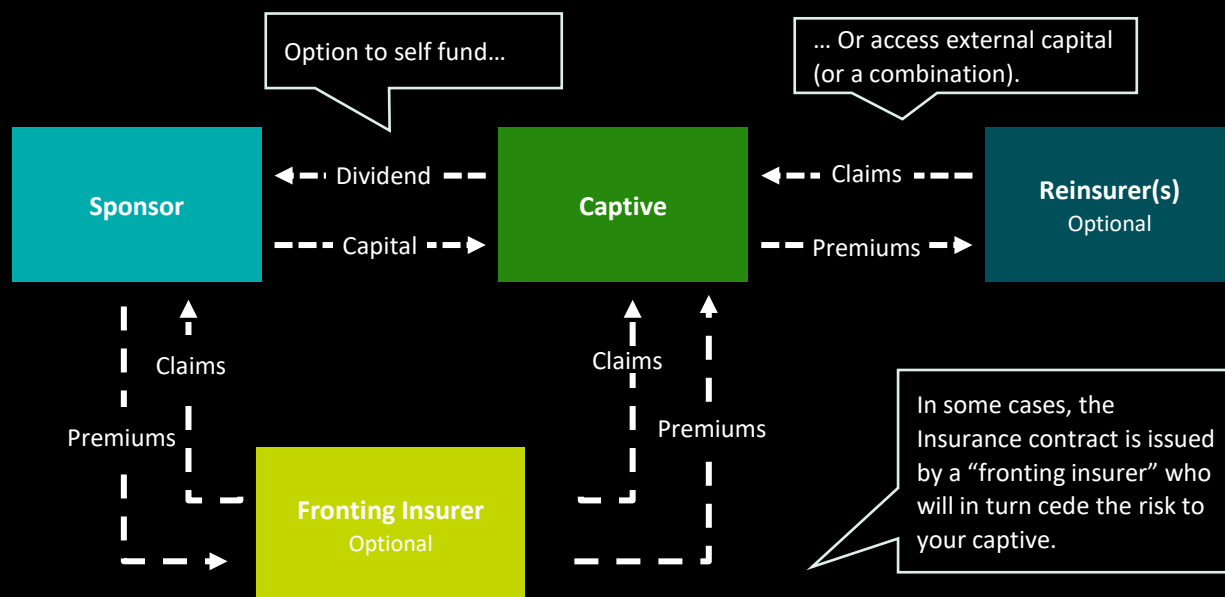 Option to self fund…
… Or access external capital
(or a combination).
Sponsor
Dividend
Capital
Captive
Claims
Premiums
Reinsurer(s)
Optional
Claims
Premiums
Claims
Premiums
Fronting Insurer
Optional
In some cases, the
Insurance contract is issued
by a “fronting insurer” who
will in turn cede the risk to
your captive.